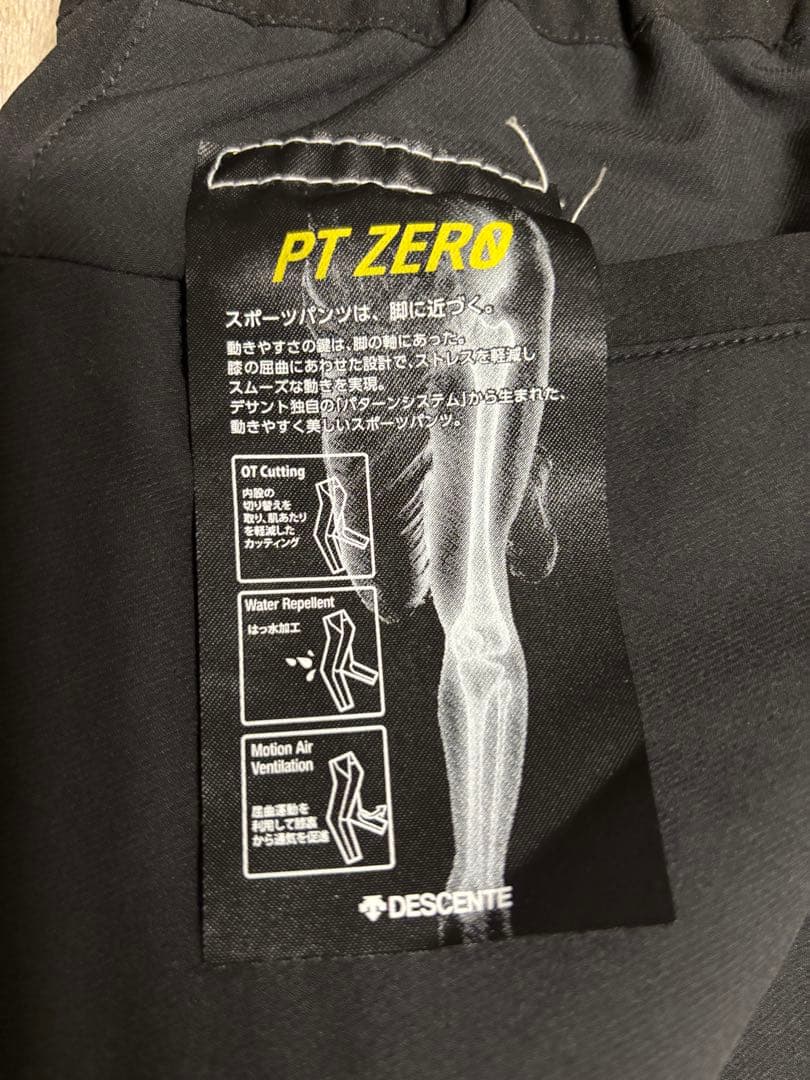 PT ZERO
スポーツパンツは、脚に近づく。
動きやすさの鍵は、脚の軸にあった。
膝の屈曲にあわせた設計で、ストレスを軽減し
スムーズな動きを実現。
デサント独自の「パターンシステム」から生まれた、
動きやすく美しいスポーツパンツ。
OT Cutting
内股の
切り替えを
取り、肌あたり
を軽減した
カッティング
Water Repellent
はっ水加工
Motion Air
Ventilation
屈曲運動を
利用して膝裏
から通気を促進
DESCENTE